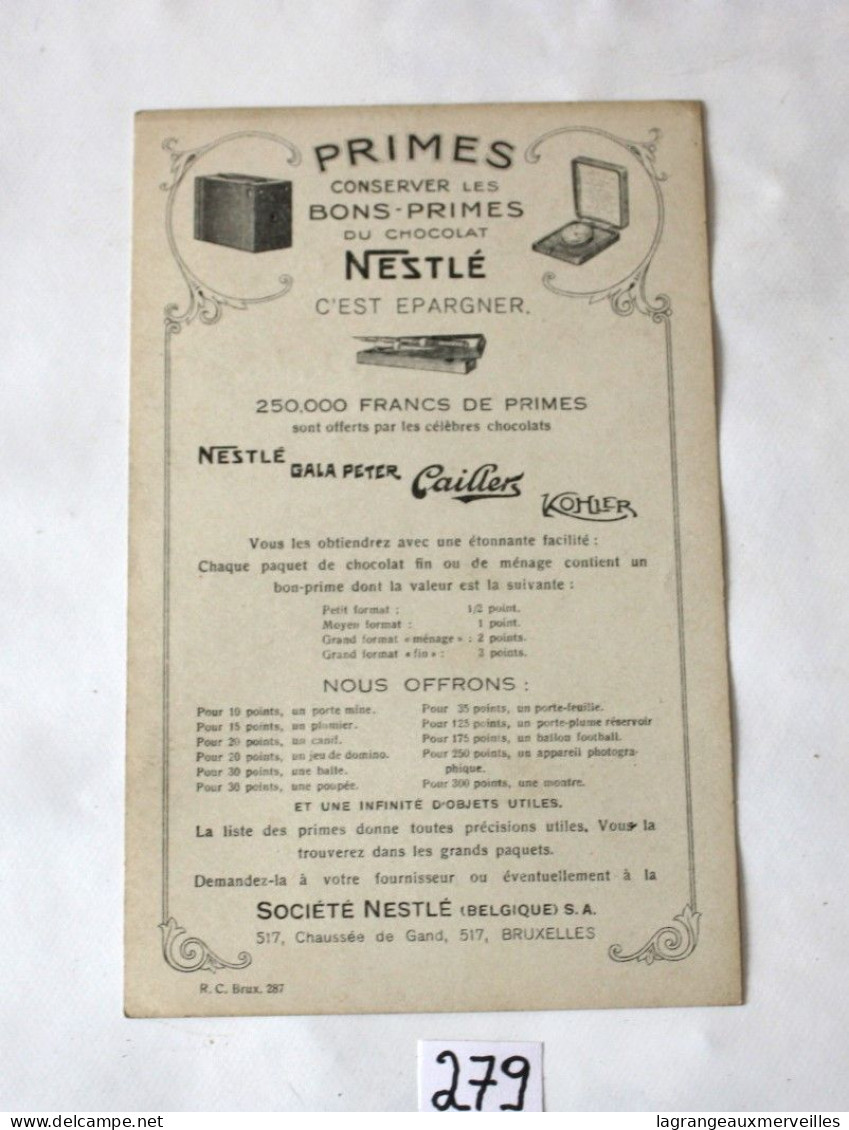 PRIMES
CONSERVER LES
BONS-PRIMES
DU CHOCOLAT
NESTLÉ
C'EST EPARGNER.
250.000 FRANCS DE PRIMES
sont offerts par les célèbres chocolats
NESTLÉ
GALA PETER
Cailler's
KOHLER
Vous les obtiendrez avec une étonnante facilité :
Chaque paquet de chocolat fin ou de ménage contient un
bon-prime dont la valeur est la suivante :
Petit format : 1/2 point.
Moyen format : 1 point.
Grand format « ménage » : 2 points.
Grand format « fin » : 3 points.
NOUS OFFRONS :
Pour 10 points, un porte mine.
Pour 15 points, un plumier.
Pour 20 points, un canif.
Pour 20 points, un jeu de domino.
Pour 30 points, une balle.
Pour 30 points, une poupée.
Pour 35 points, un porte-feuille.
Pour 125 points, un porte-plume réservoir
Pour 175 points, un ballon football.
Pour 250 points, un appareil photogra-
phique.
Pour 300 points, une montre.
ET UNE INFINITÉ D'OBJETS UTILES.
La liste des primes donne toutes précisions utiles. Vous la
trouverez dans les grands paquets.
Demandez-la à votre fournisseur ou éventuellement à la
SOCIÉTÉ NESTLÉ (BELGIQUE) S.A.
517, Chaussée de Gand, 517, BRUXELLES
R. C. Brux. 287
279
lagrangeauxmerveilles